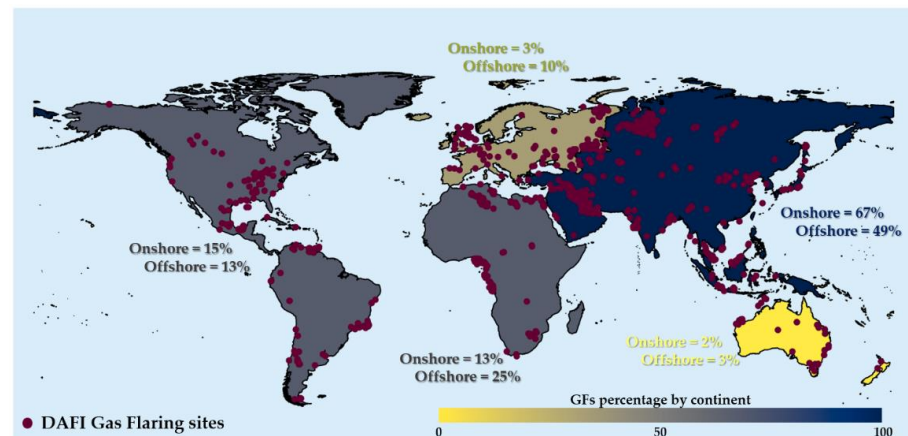 Onshore = 3%
Offshore = 10%
Onshore = 67%
Offshore = 49%
Onshore = 15%
Offshore = 13%
Onshore = 2%
Offshore = 3%
Onshore = 13%
Offshore = 25%
GFs percentage by continent
DAFI Gas Flaring sites
0 50 100